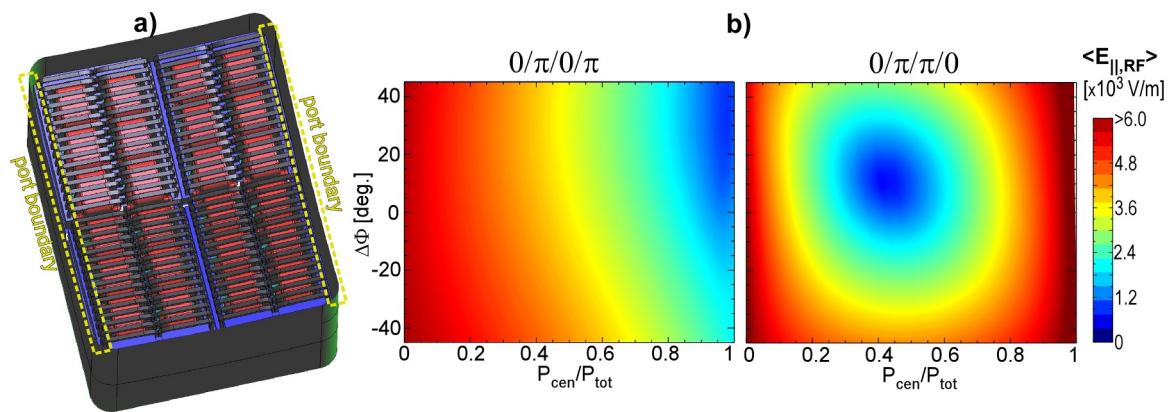 a)
port boundary
port boundary
b)
0/π/0/π
0/π/π/0
<E||,RF>
[x10³ V/m]
>6.0
4.8
3.6
2.4
1.2
0
ΔΦ [deg.]
40
20
0
-20
-40
0 0.2 0.4 0.6 0.8 1
Pcen/Ptot
0 0.2 0.4 0.6 0.8 1
Pcen/Ptot